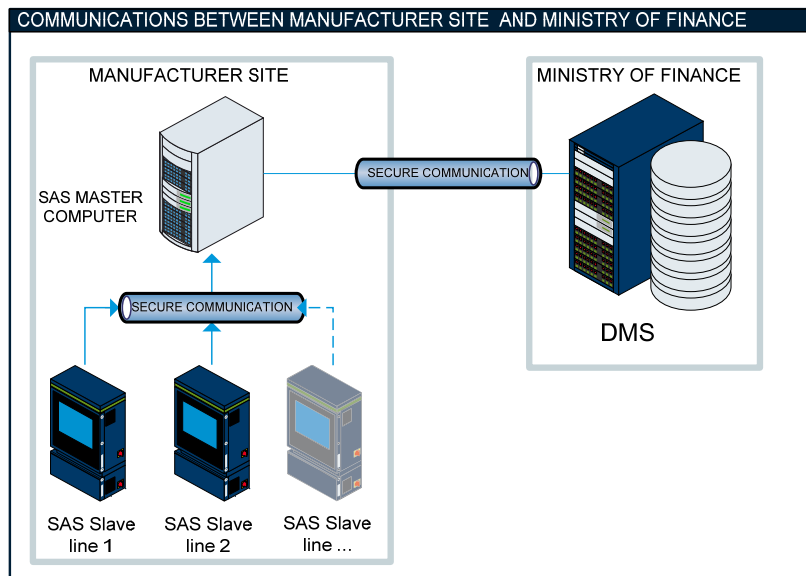 COMMUNICATIONS BETWEEN MANUFACTURER SITE AND MINISTRY OF FINANCE
MANUFACTURER SITE
MINISTRY OF FINANCE
SECURE COMMUNICATION
SAS MASTER
COMPUTER
SECURE COMMUNICATION
DMS
SAS Slave
line 1
SAS Slave
line 2
SAS Slave
line ...